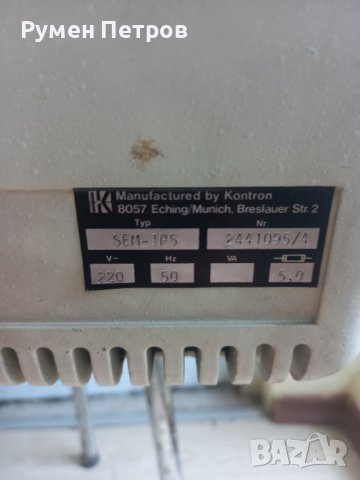 Румен Петров
K Manufactured by Kontron
8057 Eching/Munich, Breslauer Str. 2
Typ Nr.
SEM-1PS 2441095/4
V~ Hz VA
220 50 5,0
BAZAR